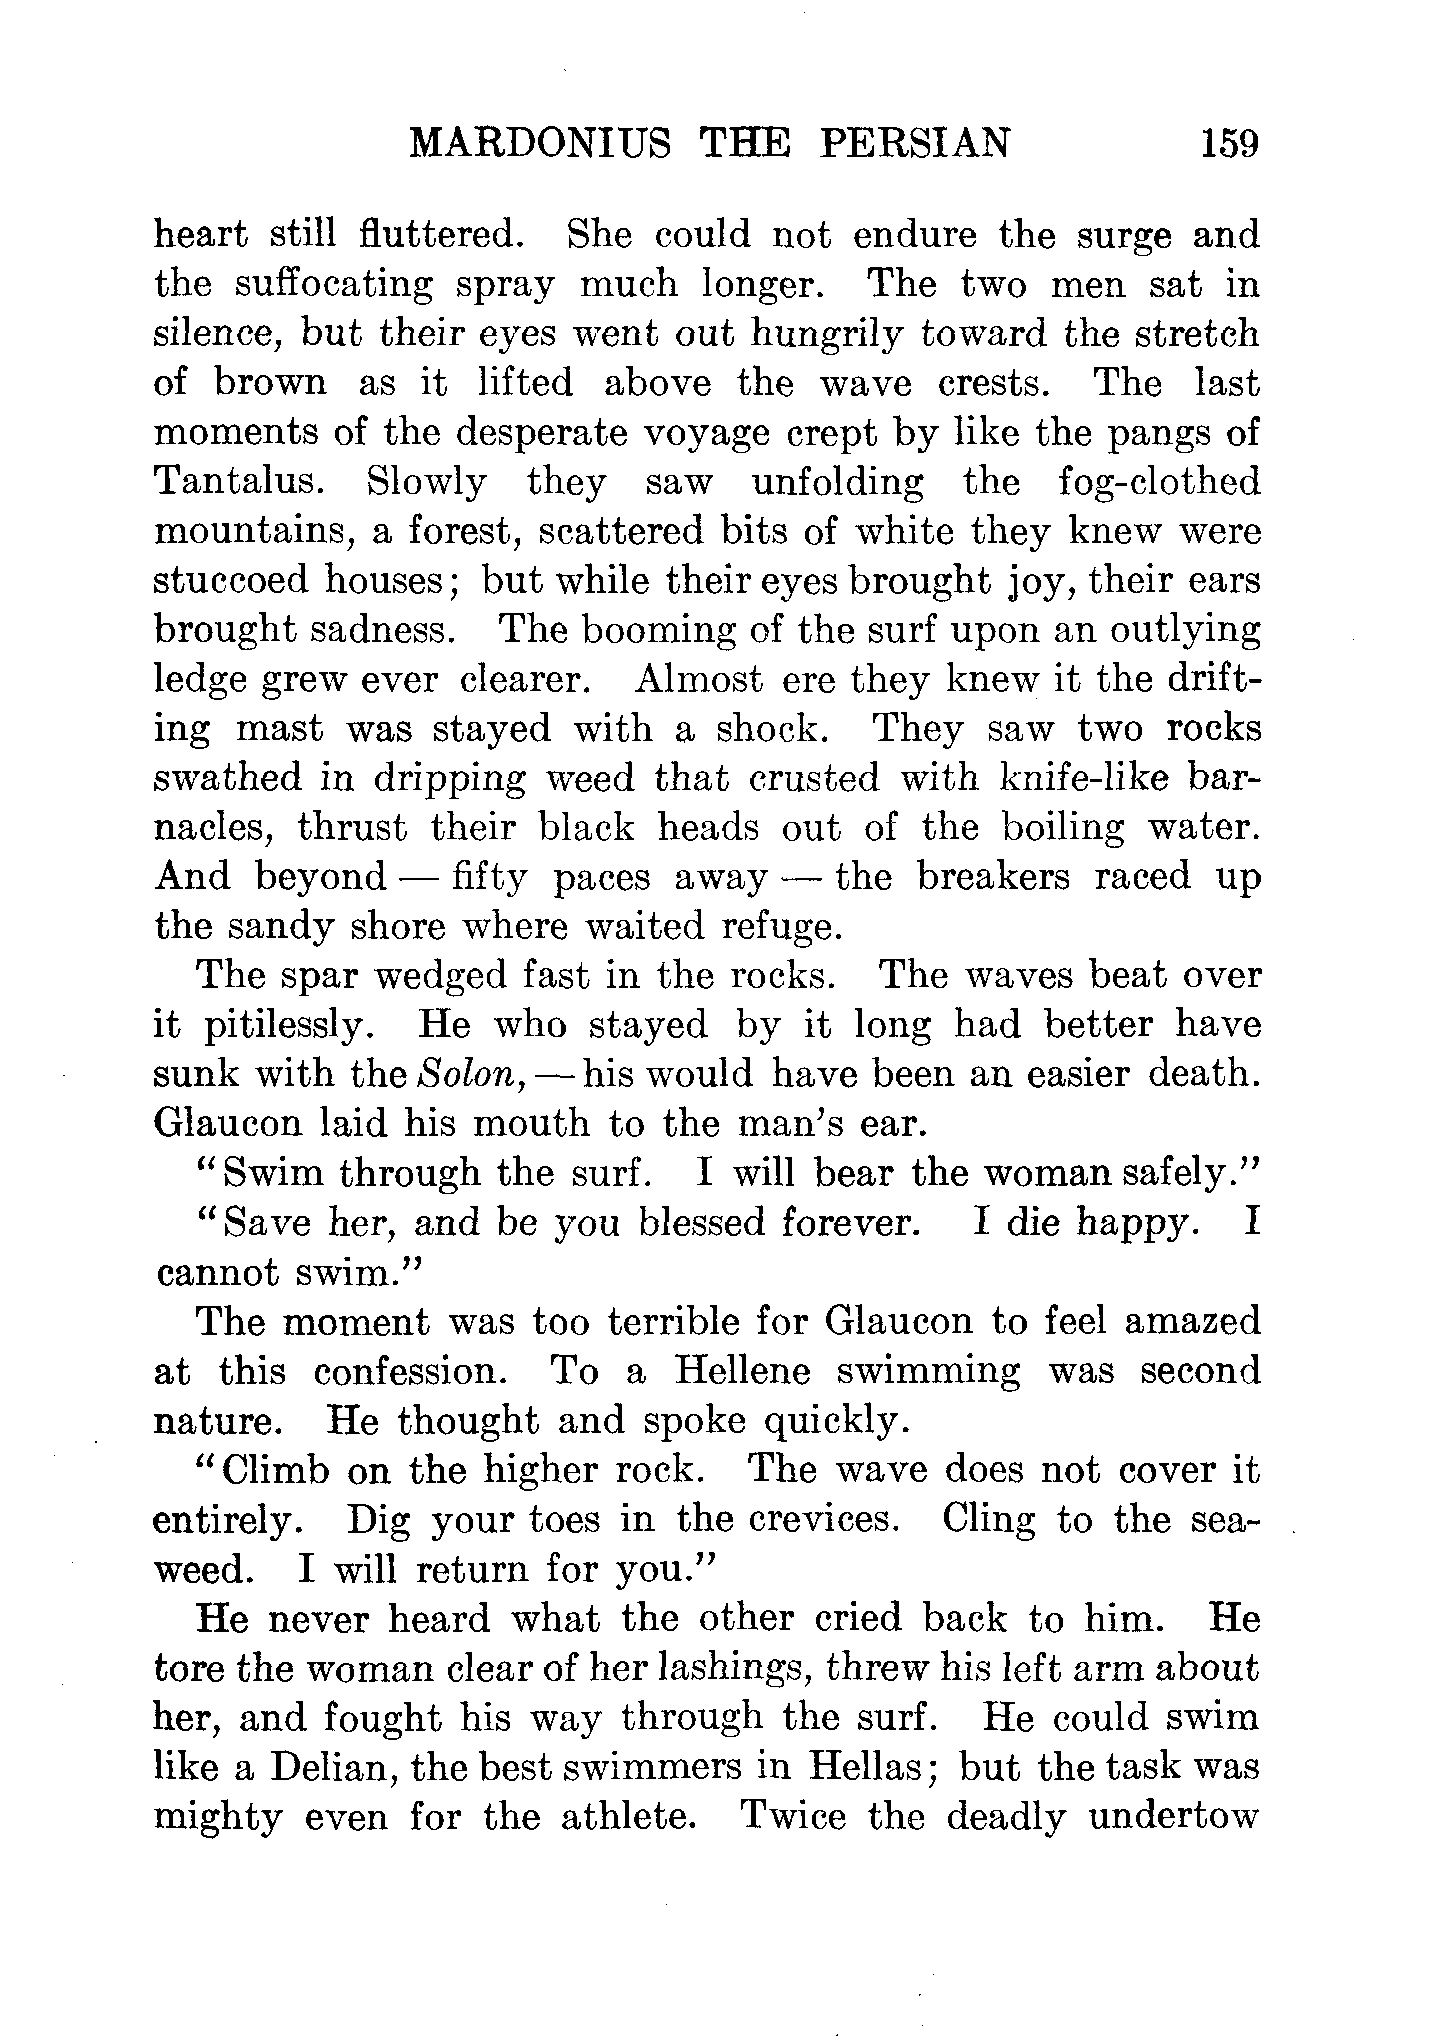 MARDONIUS THE PERSIAN 159
heart still fluttered. She could not endure the surge and
the suffocating spray much longer. The two men sat in
silence, but their eyes went out hungrily toward the stretch
of brown as it lifted above the wave crests. The last
moments of the desperate voyage crept by like the pangs of
Tantalus. Slowly they saw unfolding the fog-clothed
mountains, a forest, scattered bits of white they knew were
stuccoed houses; but while their eyes brought joy, their ears
brought sadness. The booming of the surf upon an outlying
ledge grew ever clearer. Almost ere they knew it the drift-
ing mast was stayed with a shock. They saw two rocks
swathed in dripping weed that crusted with knife-like bar-
nacles, thrust their black heads out of the boiling water.
And beyond — fifty paces away — the breakers raced up
the sandy shore where waited refuge.
The spar wedged fast in the rocks. The waves beat over
it pitilessly. He who stayed by it long had better have
sunk with the Solon, — his would have been an easier death.
Glaucon laid his mouth to the man's ear.
"Swim through the surf. I will bear the woman safely."
"Save her, and be you blessed forever. I die happy. I
cannot swim."
The moment was too terrible for Glaucon to feel amazed
at this confession. To a Hellene swimming was second
nature. He thought and spoke quickly.
"Climb on the higher rock. The wave does not cover it
entirely. Dig your toes in the crevices. Cling to the sea-
weed. I will return for you."
He never heard what the other cried back to him. He
tore the woman clear of her lashings, threw his left arm about
her, and fought his way through the surf. He could swim
like a Delian, the best swimmers in Hellas; but the task was
mighty even for the athlete. Twice the deadly undertow